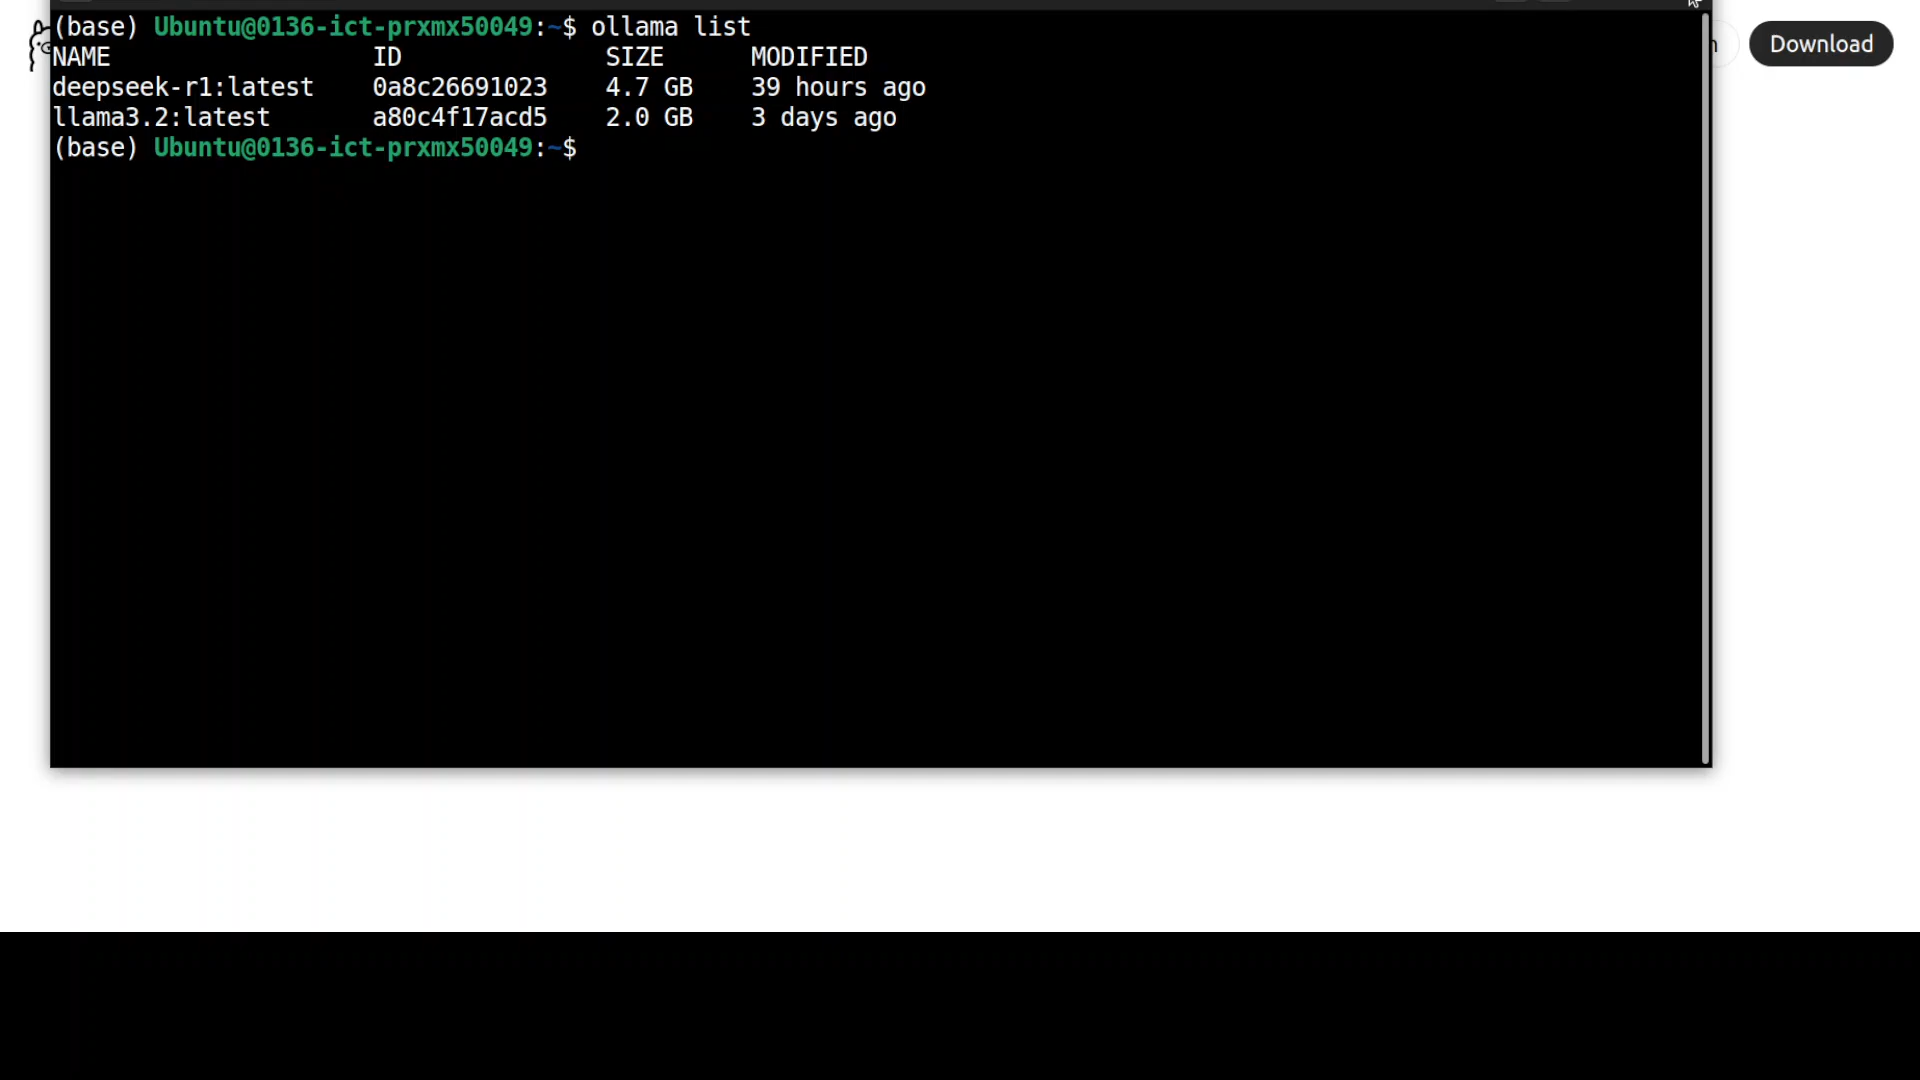 (base) Ubuntu@0136-ict-prxmx50049:~$ ollama list
NAME ID SIZE MODIFIED
deepseek-r1:latest 0a8c26691023 4.7 GB 39 hours ago
llama3.2:latest a80c4f17acd5 2.0 GB 3 days ago
(base) Ubuntu@0136-ict-prxmx50049:~$
Download